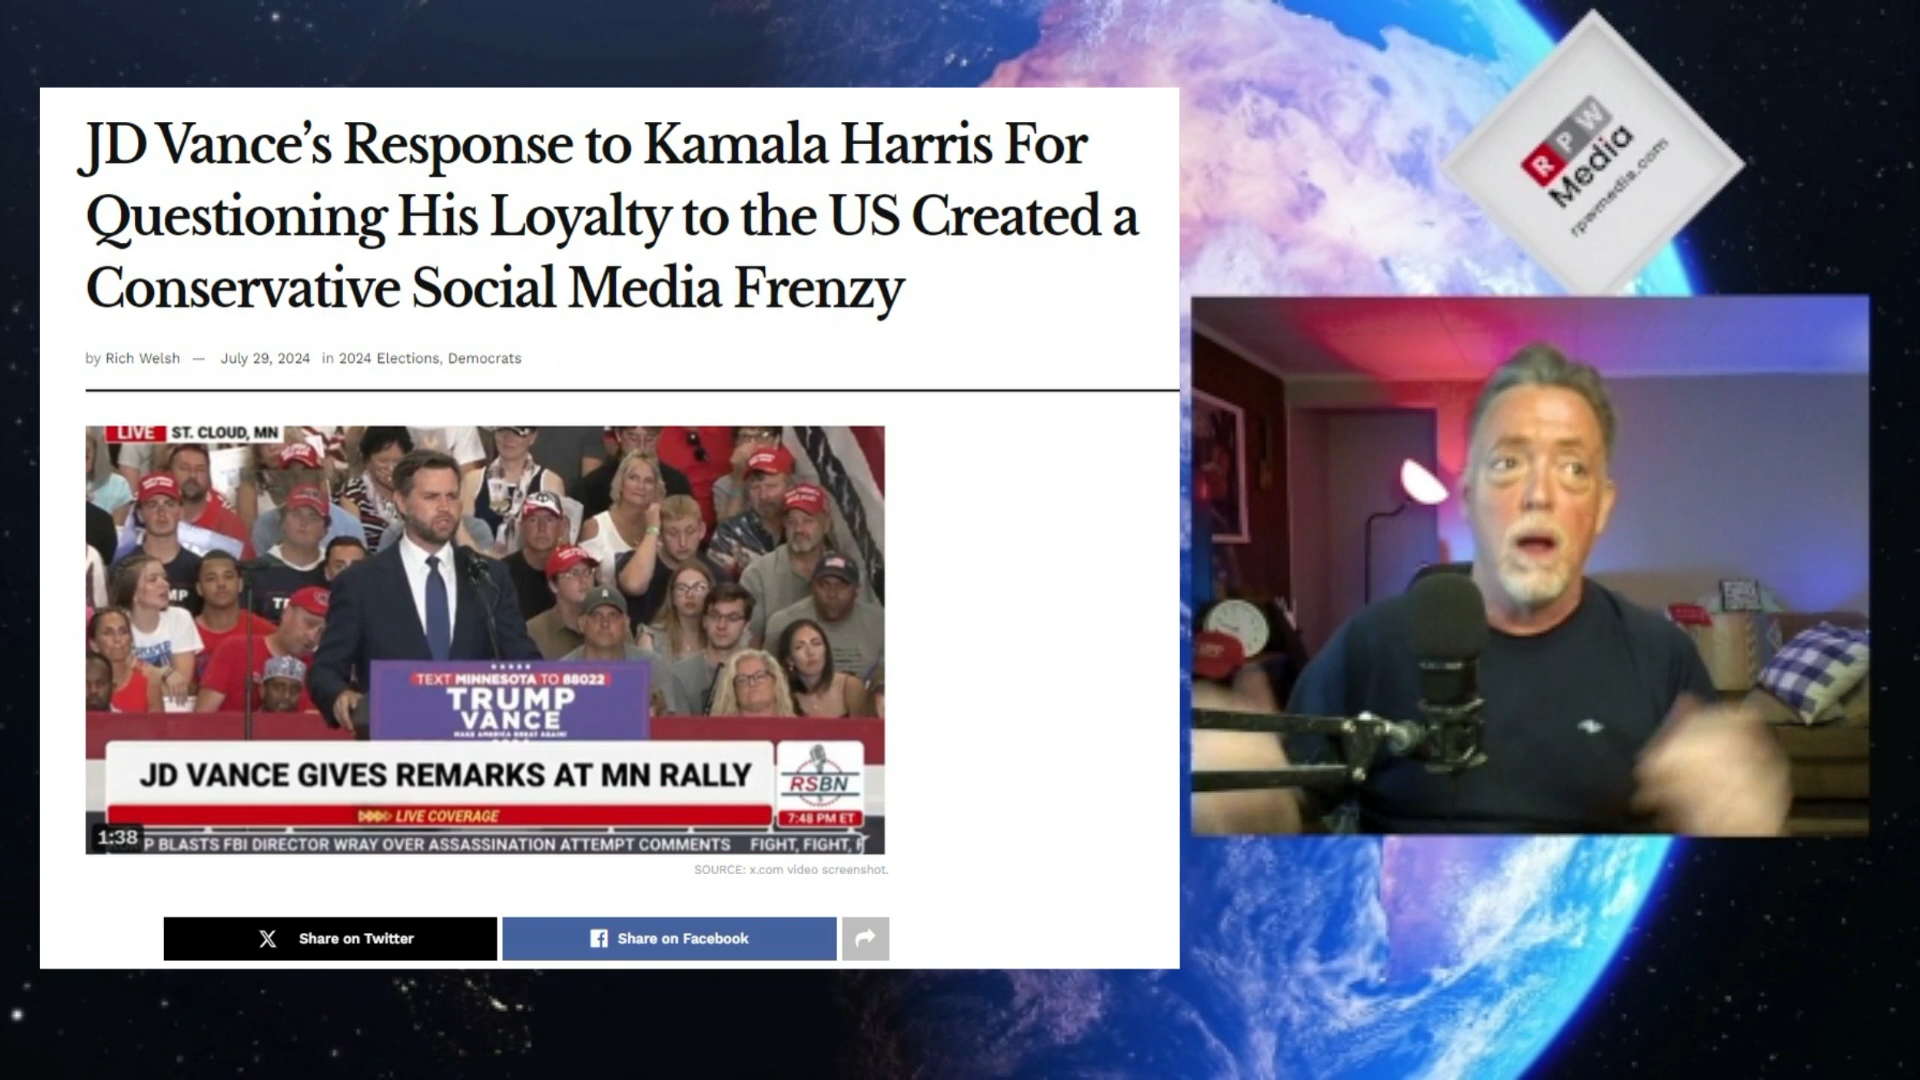 JD Vance’s Response to Kamala Harris For
Questioning His Loyalty to the US Created a
Conservative Social Media Frenzy
by Rich Welsh — July 29, 2024 in 2024 Elections, Democrats
LIVE ST. CLOUD, MN
TEXT MINNESOTA TO 88022
TRUMP
VANCE
MAKE AMERICA GREAT AGAIN!
JD VANCE GIVES REMARKS AT MN RALLY
RSBN
LIVE COVERAGE
7:48 PM ET
1:38 P BLASTS FBI DIRECTOR WRAY OVER ASSASSINATION ATTEMPT COMMENTS FIGHT, FIGHT, F
SOURCE: x.com video screenshot.
X Share on Twitter
f Share on Facebook
RPW
Media
rpwmedia.com